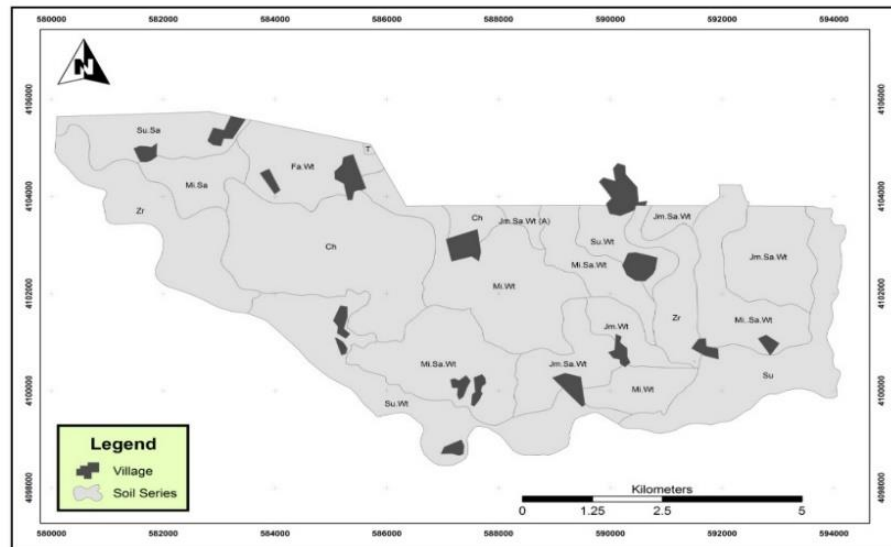 580000 582000 584000 586000 588000 590000 592000 594000
N
4106000 4106000
Su.Sa
T
Fa.Wt
Mi.Sa
4104000 4104000
Zr
Ch
Jm.Sa.Wt (A)
Jm.Sa.Wt
Ch
Su.Wt
Jm.Sa.Wt
Mi.Sa.Wt
Mi.Wt
4102000 4102000
Zr
Mi..Sa.Wt
Jm.Wt
Mi.Sa.Wt
Jm.Sa.Wt
Su
4100000 4100000
Mi.Wt
Su.Wt
Legend
Village
Soil Series
4098000 4098000
Kilometers
0 1.25 2.5 5
580000 582000 584000 586000 588000 590000 592000 594000